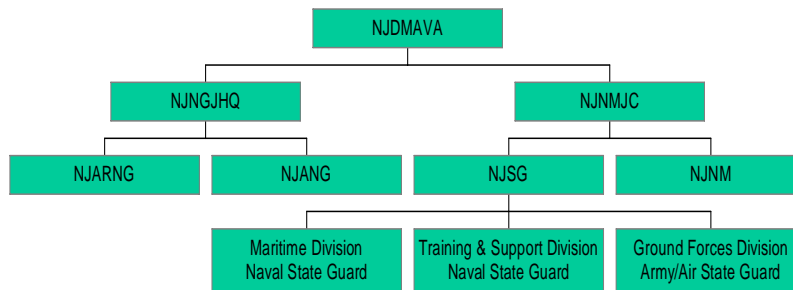 NJDMAVA
NJNGJHQ
NJNMJC
NJARNG
NJANG
NJSG
NJNM
Maritime Division
Naval State Guard
Training & Support Division
Naval State Guard
Ground Forces Division
Army/Air State Guard